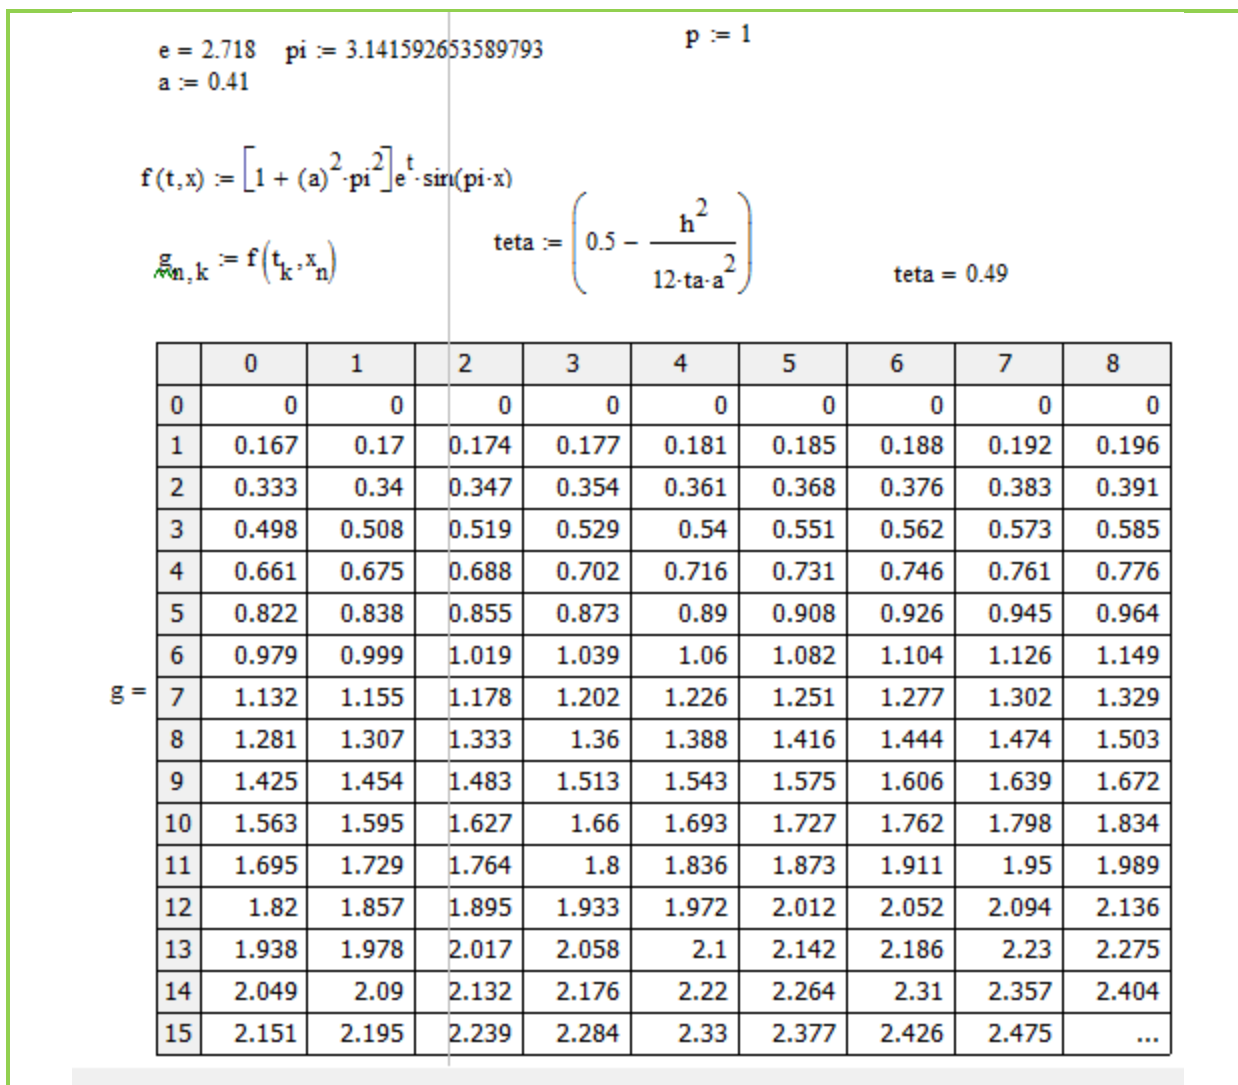 p := 1
e = 2.718 pi := 3.141592653589793
a := 0.41
f(t,x) := [1 + (a)^2·pi^2]e^t·sin(pi·x)
g_n,k := f(t_k,x_n)
teta := (0.5 − h^2/(12·ta·a^2))
teta = 0.49
0 1 2 3 4 5 6 7 8
0 0 0 0 0 0 0 0 0 0
1 0.167 0.17 0.174 0.177 0.181 0.185 0.188 0.192 0.196
2 0.333 0.34 0.347 0.354 0.361 0.368 0.376 0.383 0.391
3 0.498 0.508 0.519 0.529 0.54 0.551 0.562 0.573 0.585
4 0.661 0.675 0.688 0.702 0.716 0.731 0.746 0.761 0.776
5 0.822 0.838 0.855 0.873 0.89 0.908 0.926 0.945 0.964
6 0.979 0.999 1.019 1.039 1.06 1.082 1.104 1.126 1.149
g = 7 1.132 1.155 1.178 1.202 1.226 1.251 1.277 1.302 1.329
8 1.281 1.307 1.333 1.36 1.388 1.416 1.444 1.474 1.503
9 1.425 1.454 1.483 1.513 1.543 1.575 1.606 1.639 1.672
10 1.563 1.595 1.627 1.66 1.693 1.727 1.762 1.798 1.834
11 1.695 1.729 1.764 1.8 1.836 1.873 1.911 1.95 1.989
12 1.82 1.857 1.895 1.933 1.972 2.012 2.052 2.094 2.136
13 1.938 1.978 2.017 2.058 2.1 2.142 2.186 2.23 2.275
14 2.049 2.09 2.132 2.176 2.22 2.264 2.31 2.357 2.404
15 2.151 2.195 2.239 2.284 2.33 2.377 2.426 2.475 ...